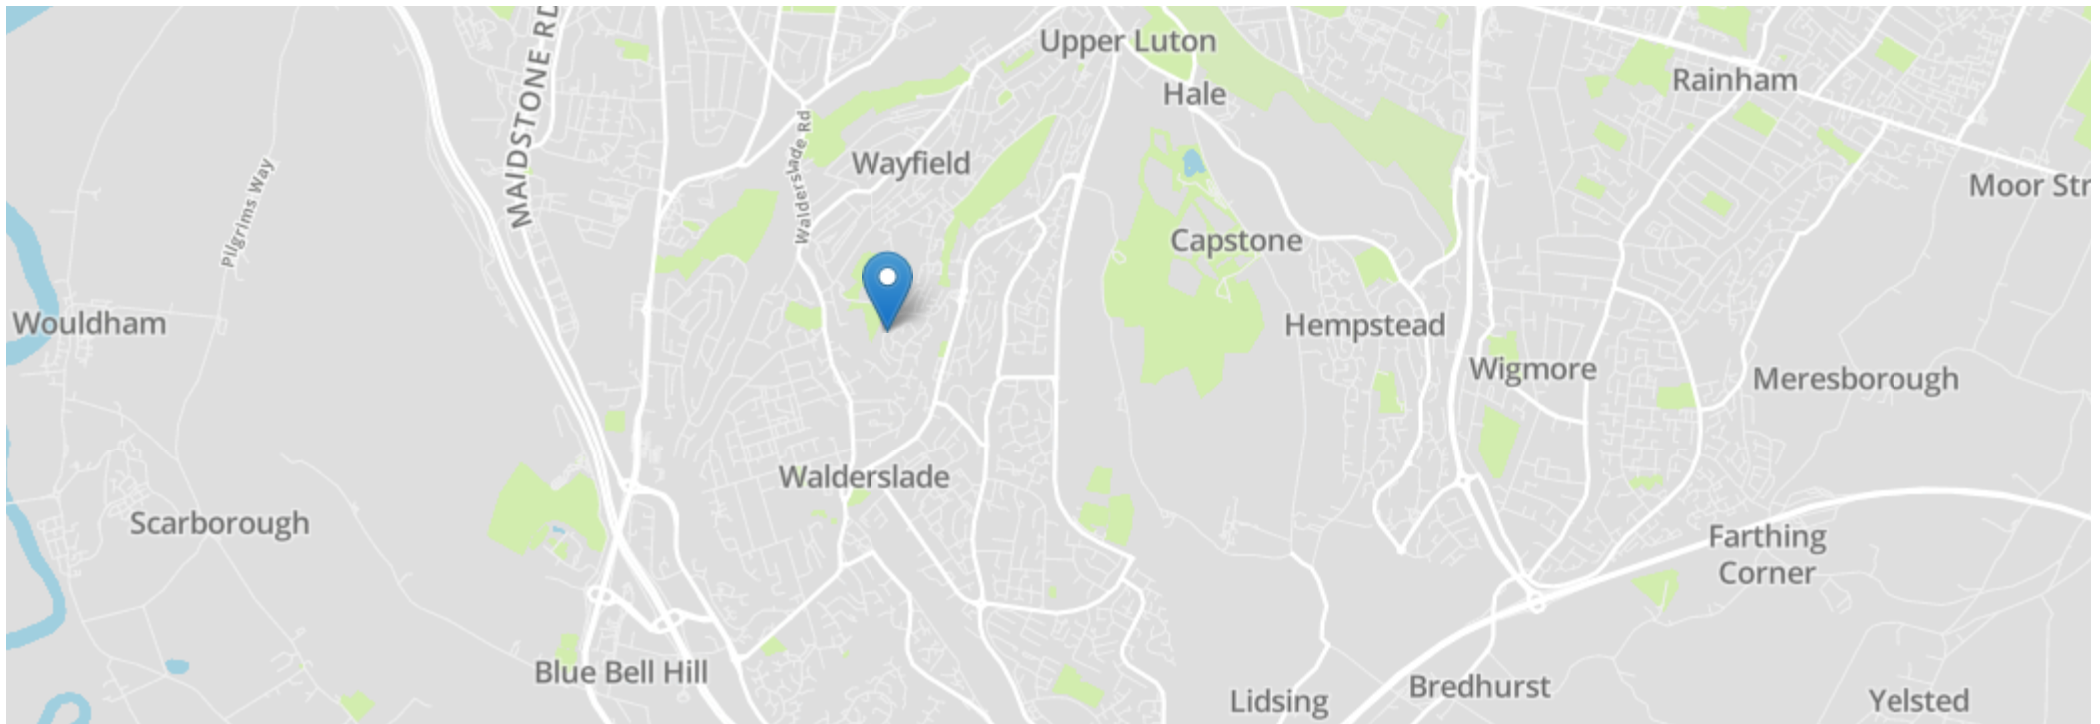 MAIDSTONE RD
Upper Luton
Rainham
Hale
Walderslade Rd
Wayfield
Pilgrims Way
Moor Str
Capstone
Wouldham
Hempstead
Wigmore
Meresborough
Walderslade
Scarborough
Farthing
Corner
Blue Bell Hill
Bredhurst
Lidsing
Yelsted